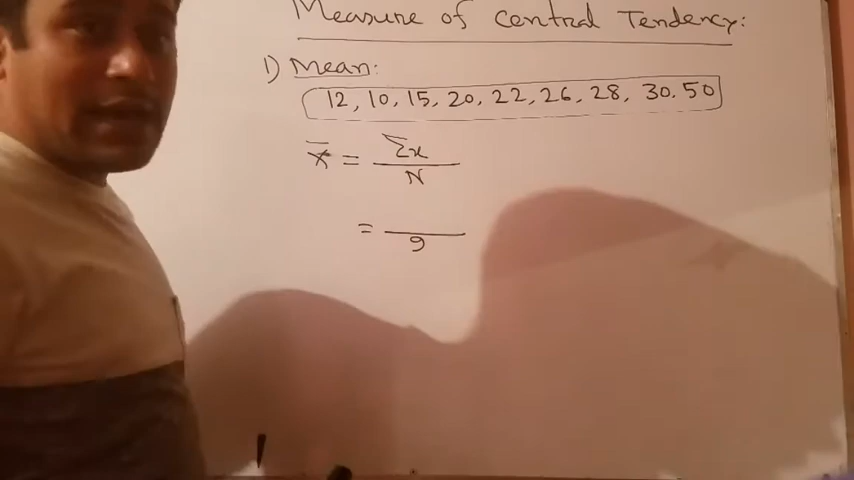 Measure of central Tendency:
1) Mean:
12, 10, 15, 20, 22, 26, 28, 30. 50
x̄ = Σx / N
= / 9